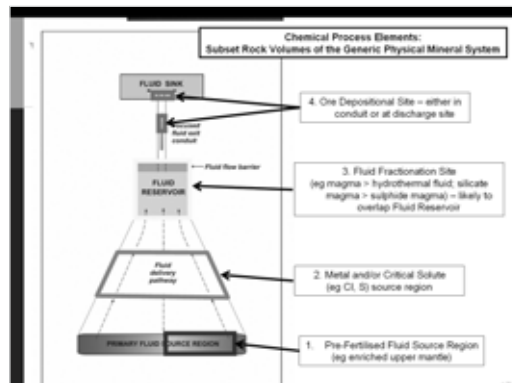 Chemical Process Elements:
Subset Rock Volumes of the Generic Physical Mineral System
FLUID SINK
4. Ore Depositional Site – either in
conduit or at discharge site
fluid exit
conduit
Fluid flow barrier
FLUID
RESERVOIR
3. Fluid Fractionation Site
(eg magma > hydrothermal fluid; silicate
magma > sulphide magma) – likely to
overlap Fluid Reservoir
Fluid
delivery
pathway
2. Metal and/or Critical Solute
(eg Cl, S) source region
PRIMARY FLUID SOURCE REGION
1. Pre-Fertilised Fluid Source Region
(eg enriched upper mantle)